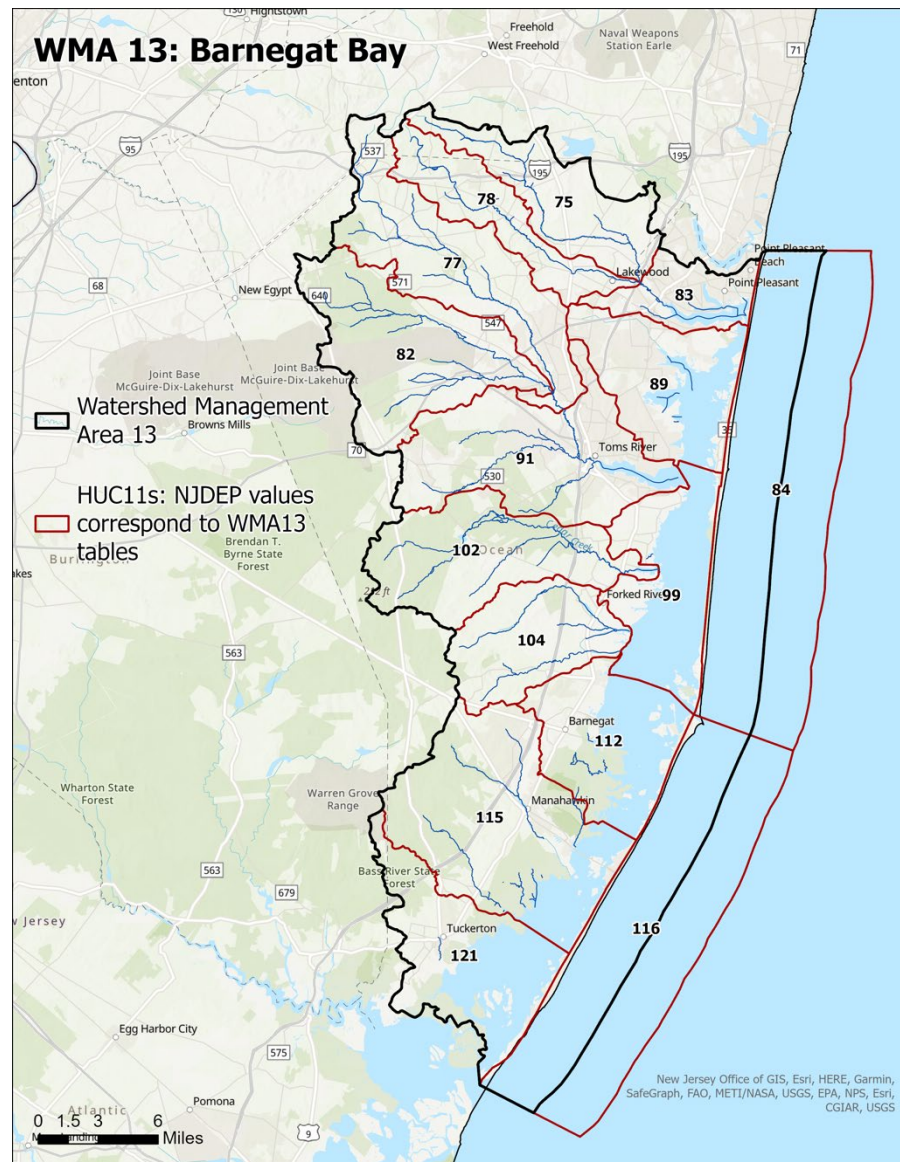 Hightstown
Freehold
West Freehold
Naval Weapons
Station Earle
71
WMA 13: Barnegat Bay
enton
95
537
195
195
78
75
Point Pleasant
Beach
Lakewood
Point Pleasant
77
83
68
New Egypt
571
640
547
82
Joint Base
McGuire-Dix-Lakehurst
Joint Base
McGuire-Dix-Lakehurst
89
Watershed Management
Area 13
Browns Mills
70
35
Toms River
91
530
84
HUC11s: NJDEP values
correspond to WMA13
tables
Brendan T.
Byrne State
Forest
Burlington
102
Ocean
Cedar Creek
ukes
212 ft
Forked River
99
563
104
Barnegat
112
Wharton State
Forest
Warren Grove
Range
Manahawkin
115
563
Bass River State
Forest
679
w Jersey
116
Tuckerton
121
Egg Harbor City
575
New Jersey Office of GIS, Esri, HERE, Garmin,
SafeGraph, FAO, METI/NASA, USGS, EPA, NPS, Esri,
CGIAR, USGS
Pomona
Atlantic
0 1.5 3 6
Miles
9